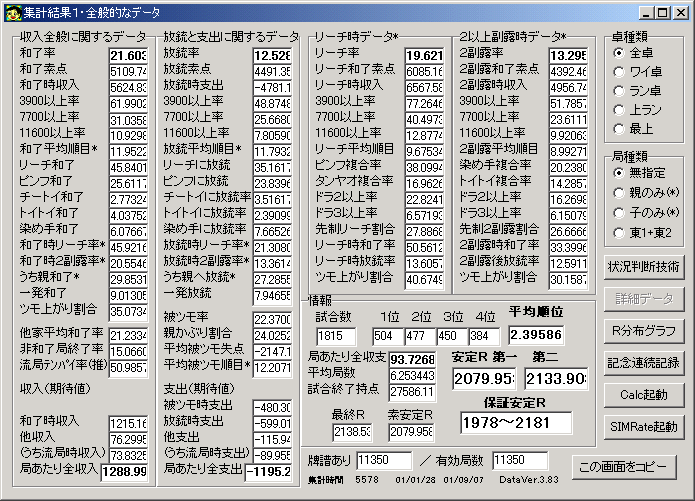 集計結果1・全般的なデータ
収入全般に関するデータ
和了率 21.603
和了素点 5109.74
和了時収入 5624.83
3900以上率 61.9902
7700以上率 31.0358
11600以上率 10.9298
和了平均順目* 11.9522
リーチ和了 45.8401
ピンフ和了 25.6117
チートイ和了 2.77324
トイトイ和了 4.03752
染め手和了 6.07667
和了時リーチ率* 45.9216
和了時2副露率* 20.5546
うち親和了* 29.8531
一発和了 9.01305
ツモ上がり割合 35.0734
他家平均和了率 21.2334
非和了局終了率 15.0660
流局テンパイ率(推) 50.9857
収入(期待値)
和了時収入 1215.16
他収入 76.2995
(うち流局時収入) 73.8325
局あたり全収入 1288.99
放銃と支出に関するデータ
放銃率 12.528
放銃素点 4491.35
放銃時支出 -4781.1
3900以上率 48.8748
7700以上率 25.6680
11600以上率 7.80590
放銃平均順目* 11.7932
リーチに放銃 35.1617
ピンフに放銃 23.8396
チートイに放銃率 3.51617
トイトイに放銃率 2.39099
染め手に放銃率 7.66526
放銃時リーチ率* 21.3080
放銃時2副露率* 13.3614
うち親へ放銃* 27.2855
一発放銃 7.94655
被ツモ率 22.3700
親かぶり割合 24.0252
平均被ツモ失点 -2147.1
平均被ツモ順目* 12.2071
支出(期待値)
被ツモ時支出 -480.30
放銃時支出 -599.01
他支出 -115.94
(うち流局時支出) -89.955
局あたり全支出 -1195.2
リーチ時データ*
リーチ率 19.621
リーチ和了素点 6085.16
リーチ時収入 6567.58
3900以上率 77.2646
7700以上率 40.4973
11600以上率 12.8774
リーチ平均順目 9.67534
ピンフ複合率 38.0994
タンヤオ複合率 16.9626
ドラ2以上率 22.8241
ドラ3以上率 6.57193
先制リーチ割合 69.3087
リーチ時和了率 50.5612
リーチ時放銃率 13.6057
ツモ上がり割合 40.6749
2以上副露時データ*
2副露率 13.295
2副露和了素点 4392.46
2副露時収入 4956.74
3900以上率 51.7857
7700以上率 23.6111
11600以上率 9.92063
2副露平均順目 8.99271
染め手複合率 20.2380
トイトイ複合率 14.2857
ドラ2以上率 16.2698
ドラ3以上率 6.15079
先制2副露割合 26.6666
2副露時和了率 33.3996
2副露後放銃率 12.5911
ツモ上がり割合 30.1587
情報
試合数 1位 2位 3位 4位 平均順位
1815 504 477 450 384 2.39586
局あたり全収支 93.7268
平均局数 6.253443
試合終了持点 27586.11
安定R 第一 第二
2079.95 2133.90
最終R 素安定R
2138.53 2079.958
保証安定R
1978～2181
牌譜あり 11350 ／有効局数 11350
集計時間 5578 01/01/28 01/09/07 DataVer.3.83
卓種類
全卓
ワイ卓
ラン卓
上ラン
最上
局種類
無指定
親のみ(*)
子のみ(*)
東1+東2
状況判断技術
詳細データ
R分布グラフ
記念連続記録
Calc起動
SIMRate起動
この画面をコピー